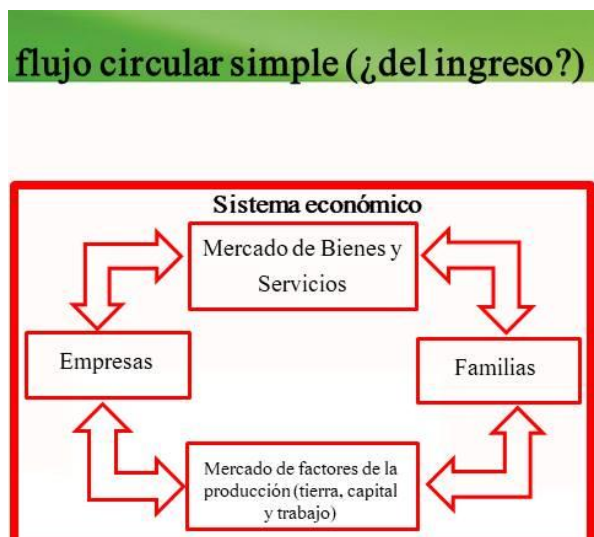 flujo circular simple (¿del ingreso?)
Sistema económico
Mercado de Bienes y
Servicios
Empresas
Familias
Mercado de factores de la
producción (tierra, capital
y trabajo)